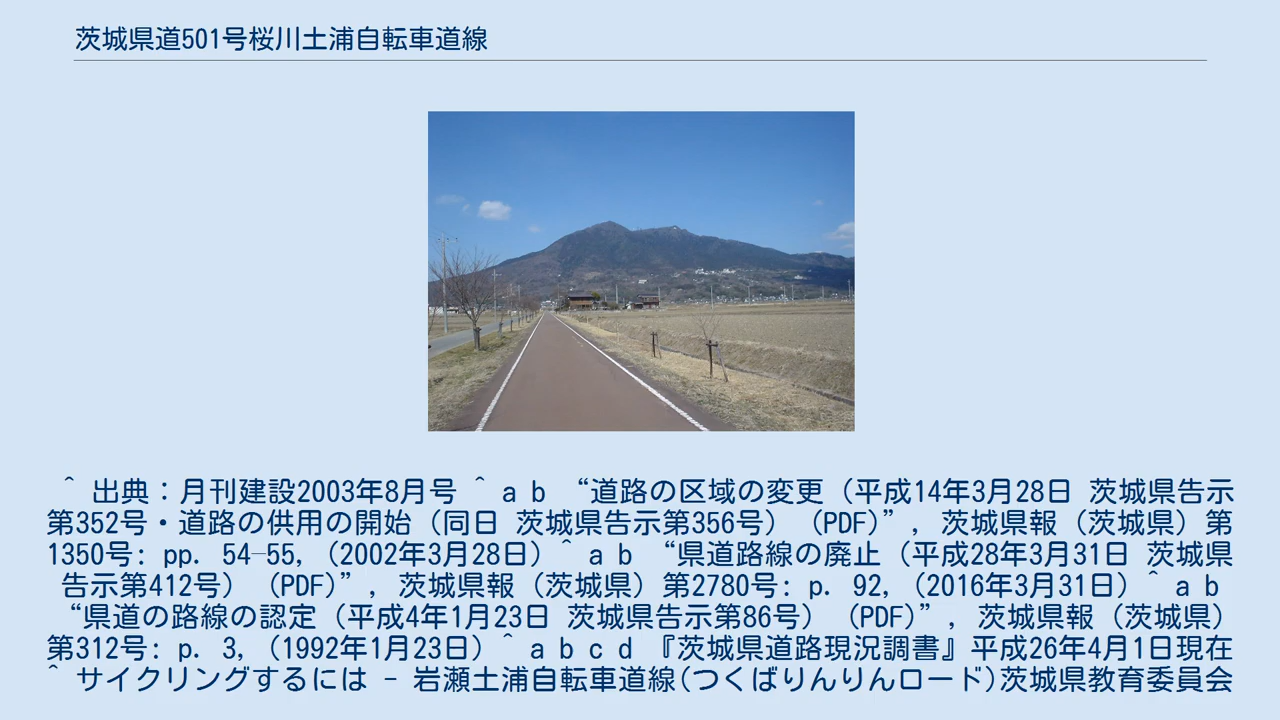 茨城県道501号桜川土浦自転車道線
^ 出典：月刊建設2003年8月号 ^ a b “道路の区域の変更（平成14年3月28日 茨城県告示
第352号・道路の供用の開始（同日 茨城県告示第356号）（PDF）”, 茨城県報（茨城県）第
1350号: pp. 54–55,（2002年3月28日）^ a b “県道路線の廃止（平成28年3月31日 茨城県
告示第412号）（PDF）”, 茨城県報（茨城県）第2780号: p. 92,（2016年3月31日）^ a b
“県道の路線の認定（平成4年1月23日 茨城県告示第86号）（PDF）”, 茨城県報（茨城県）
第312号: p. 3,（1992年1月23日）^ a b c d 『茨城県道路現況調書』平成26年4月1日現在
^ サイクリングするには - 岩瀬土浦自転車道線(つくばりんりんロード)茨城県教育委員会